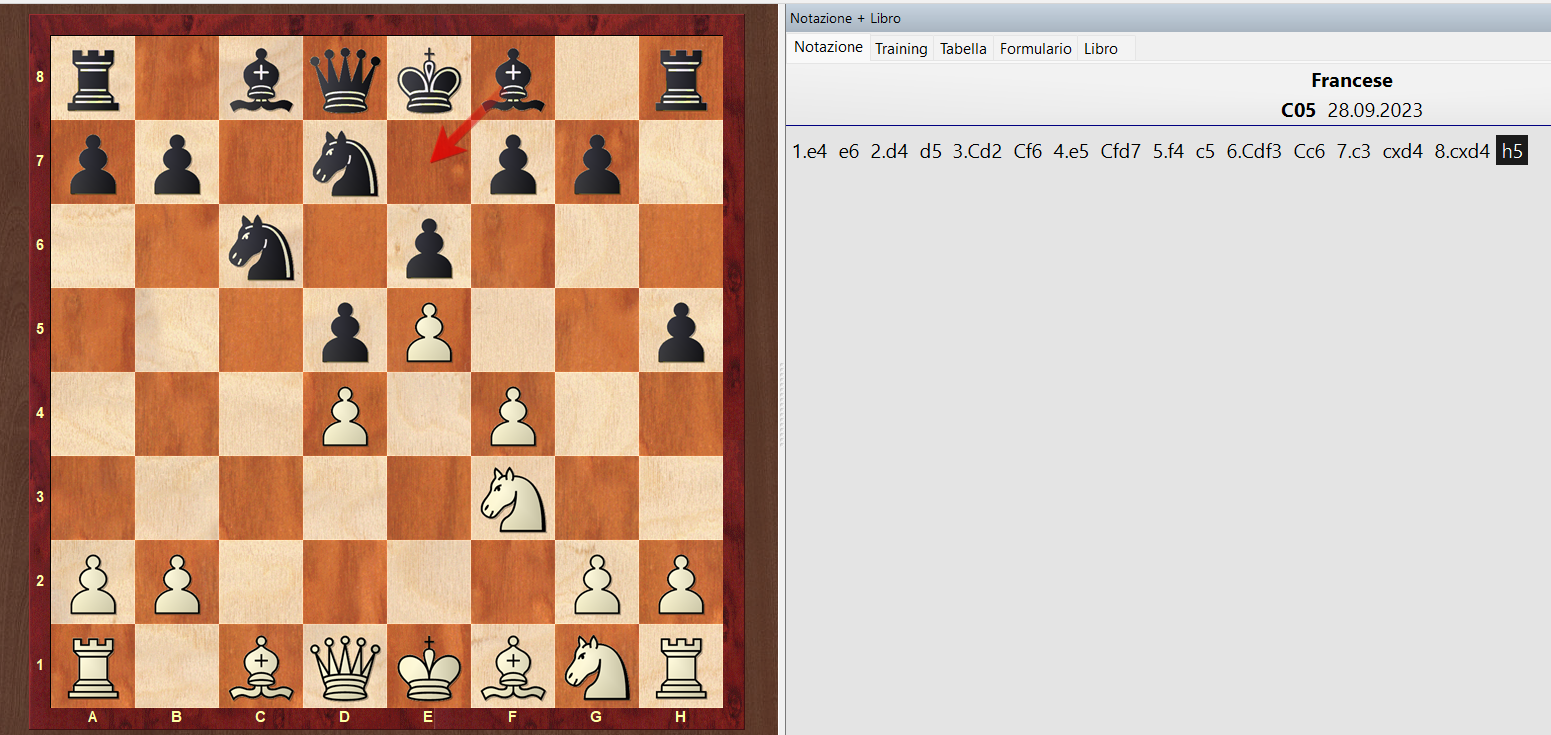 Notazione + Libro
Notazione Training Tabella Formulario Libro
Francese
C05 28.09.2023
1.e4 e6 2.d4 d5 3.Cd2 Cf6 4.e5 Cfd7 5.f4 c5 6.Cdf3 Cc6 7.c3 cxd4 8.cxd4 h5
8
7
6
5
4
3
2
1
A B C D E F G H